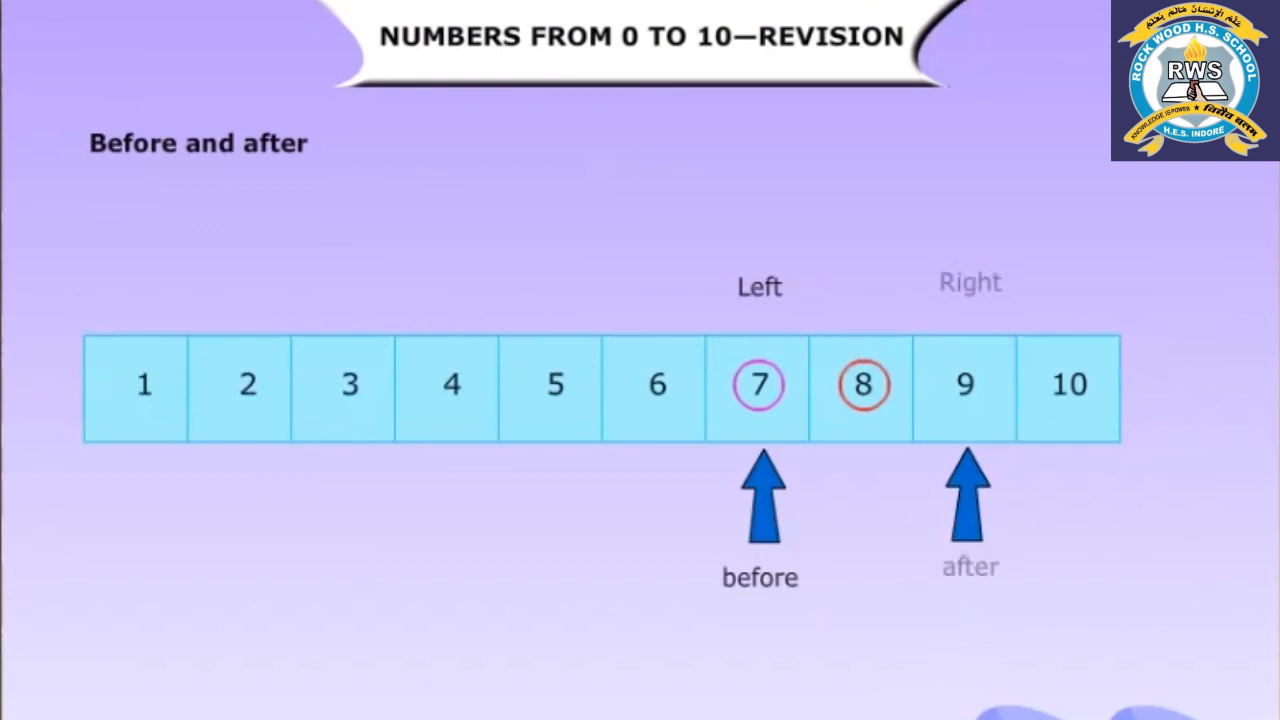 NUMBERS FROM 0 TO 10—REVISION
ROCK WOOD H.S. SCHOOL
RWS
KNOWLEDGE IS POWER ★
H.E.S. INDORE
Before and after
Left Right
1 2 3 4 5 6 7 8 9 10
before after